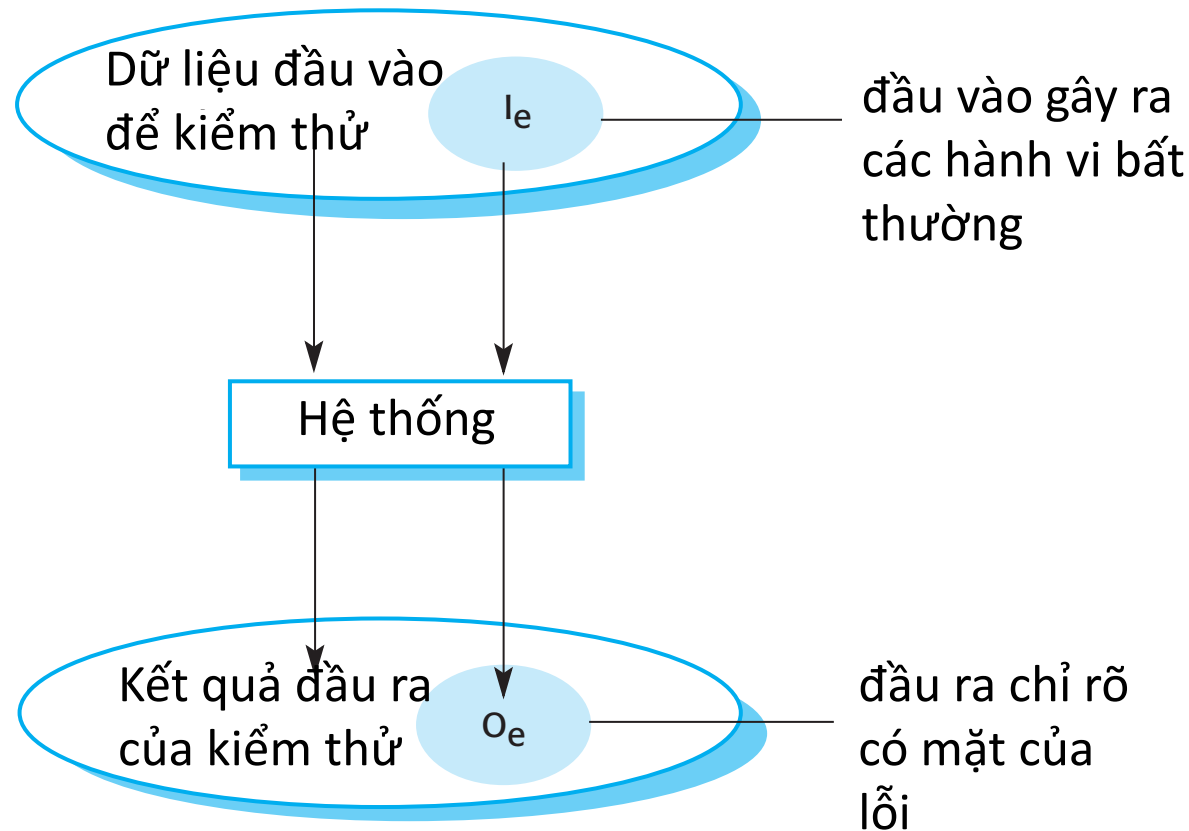 Dữ liệu đầu vào
để kiểm thử
Ie
đầu vào gây ra
các hành vi bất
thường
Hệ thống
Kết quả đầu ra
của kiểm thử
Oe
đầu ra chỉ rõ
có mặt của
lỗi